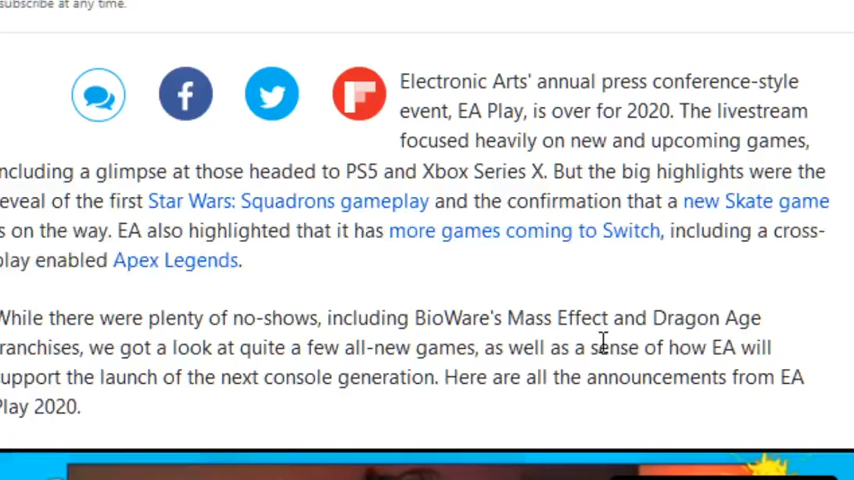 subscribe at any time.
Electronic Arts' annual press conference-style
event, EA Play, is over for 2020. The livestream
focused heavily on new and upcoming games,
ncluding a glimpse at those headed to PS5 and Xbox Series X. But the big highlights were the
eveal of the first Star Wars: Squadrons gameplay and the confirmation that a new Skate game
s on the way. EA also highlighted that it has more games coming to Switch, including a cross-
play enabled Apex Legends.
While there were plenty of no-shows, including BioWare's Mass Effect and Dragon Age
ranchises, we got a look at quite a few all-new games, as well as a sense of how EA will
upport the launch of the next console generation. Here are all the announcements from EA
Play 2020.